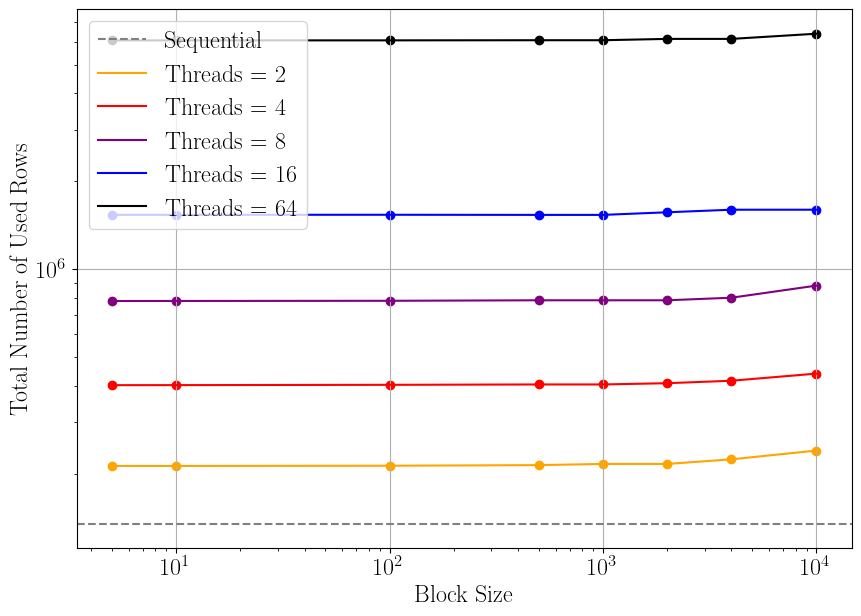 Sequential
Threads = 2
Threads = 4
Threads = 8
Threads = 16
Threads = 64
Total Number of Used Rows
10^6
10^1 10^2 10^3 10^4
Block Size